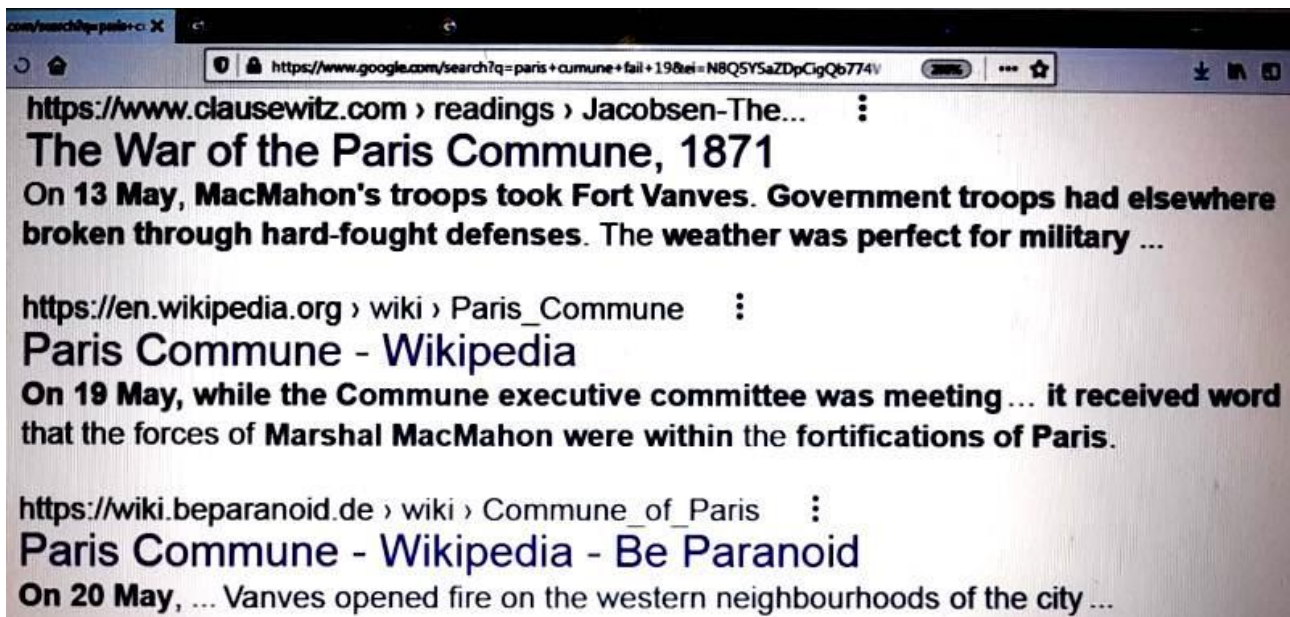 https://www.google.com/search?q=paris+cumune+fail+19&ei=N8Q5YSaZDpCigQb774V
https://www.clausewitz.com › readings › Jacobsen-The...
The War of the Paris Commune, 1871
On 13 May, MacMahon's troops took Fort Vanves. Government troops had elsewhere
broken through hard-fought defenses. The weather was perfect for military ...
https://en.wikipedia.org › wiki › Paris_Commune
Paris Commune - Wikipedia
On 19 May, while the Commune executive committee was meeting ... it received word
that the forces of Marshal MacMahon were within the fortifications of Paris.
https://wiki.beparanoid.de › wiki › Commune_of_Paris
Paris Commune - Wikipedia - Be Paranoid
On 20 May, ... Vanves opened fire on the western neighbourhoods of the city ...